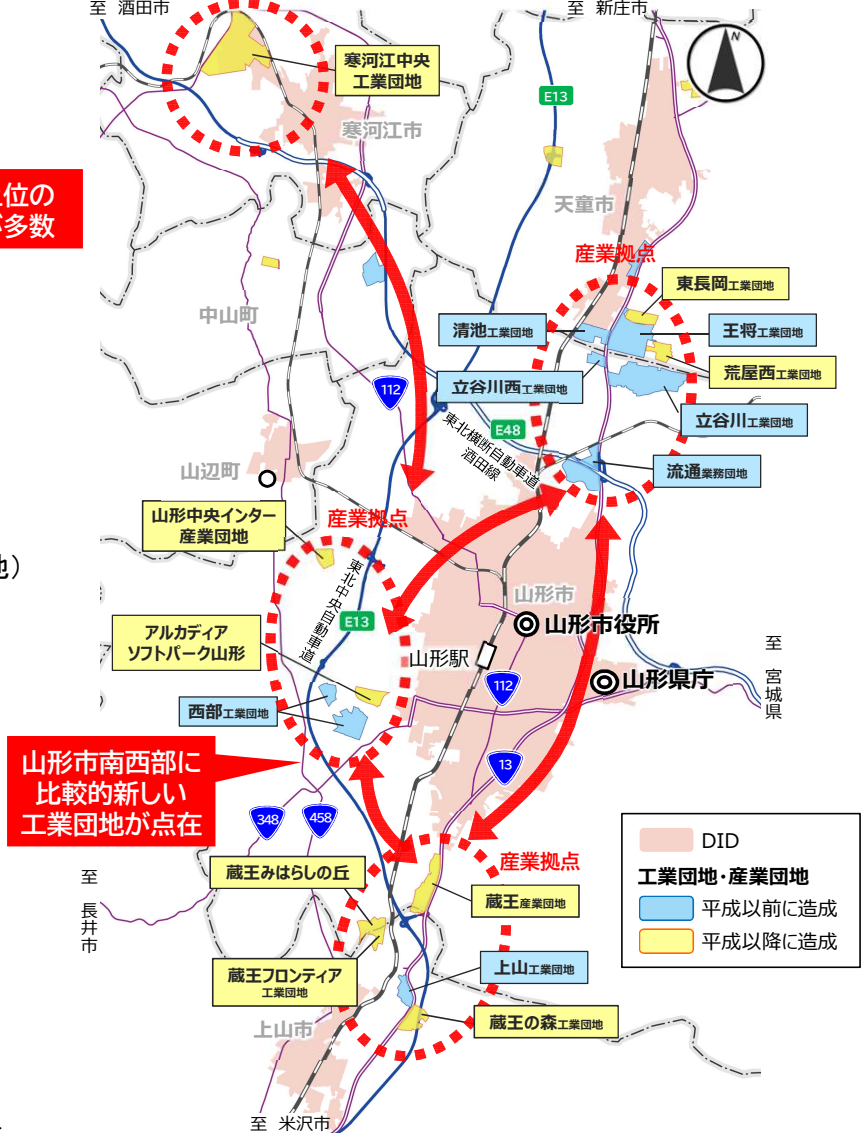 至 酒田市
至 新庄市
N
寒河江中央
工業団地
E13
寒河江市
位の
が多数
天童市
産業拠点
東長岡工業団地
中山町
清池工業団地
王将工業団地
荒屋西工業団地
立谷川西工業団地
112
立谷川工業団地
E48
東北横断自動車道
酒田線
流通業務団地
山辺町
山形中央インター
産業団地
産業拠点
地）
東北中央自動車道
E13
山形市
山形市役所
アルカディア
ソフトパーク山形
山形駅
至 宮城県
山形県庁
112
西部工業団地
山形市南西部に
比較的新しい
工業団地が点在
13
348
458
DID
工業団地・産業団地
平成以前に造成
平成以降に造成
産業拠点
至 長井市
蔵王みはらしの丘
蔵王産業団地
蔵王フロンティア
工業団地
上山工業団地
蔵王の森工業団地
上山市
至 米沢市